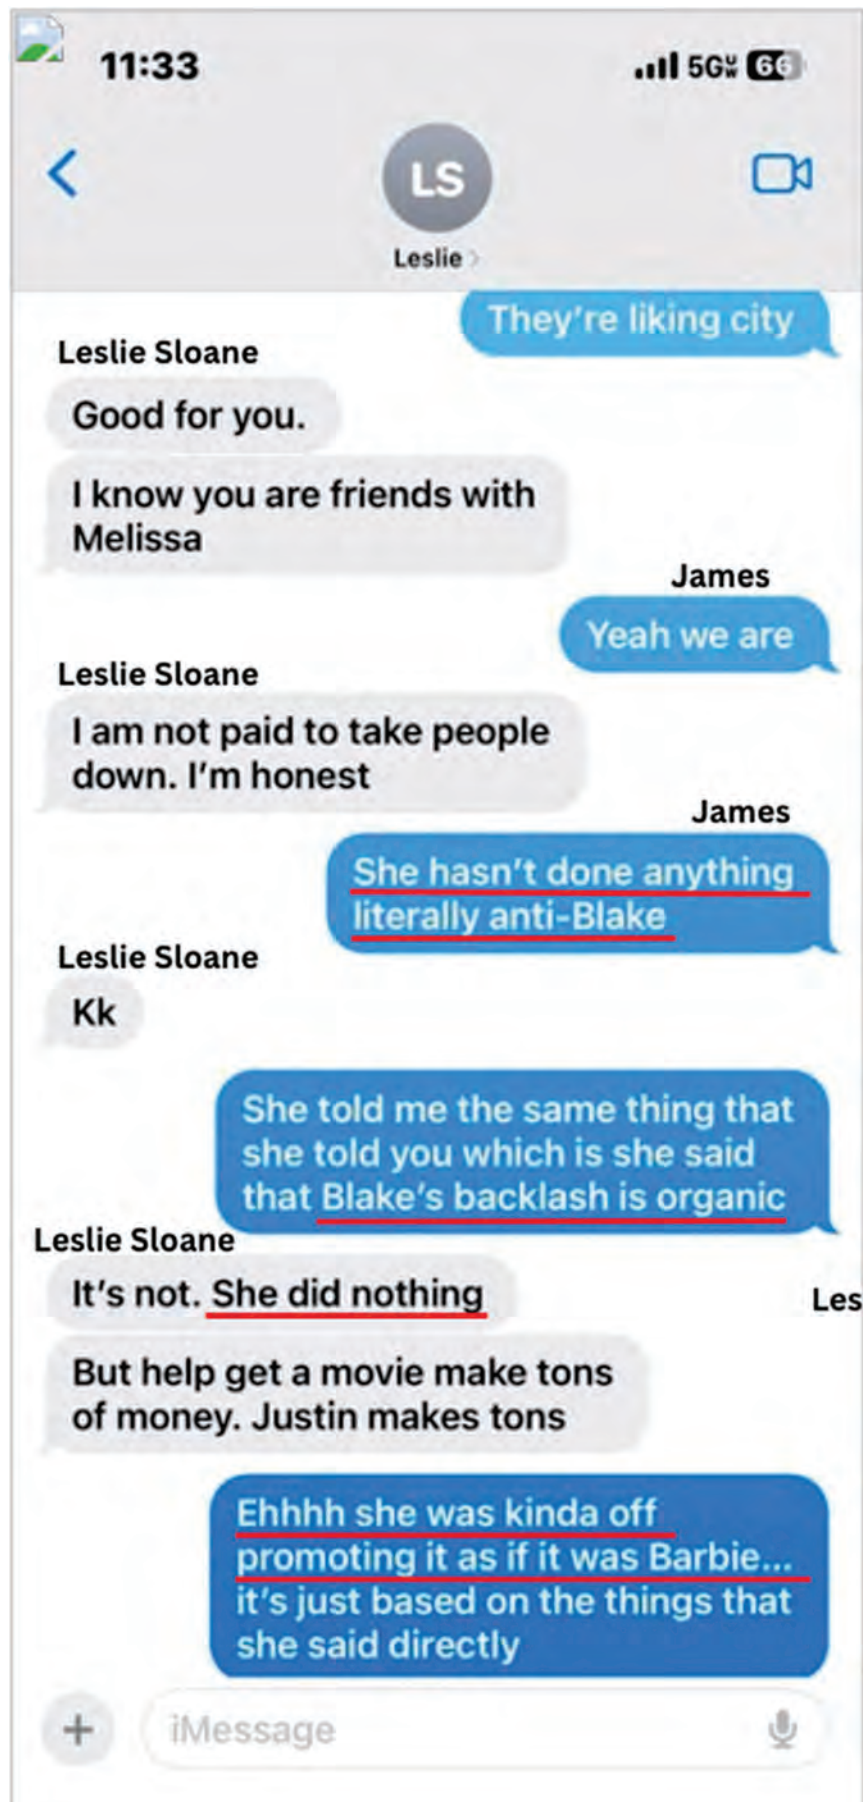 11:33
5G UW 66
LS
Leslie
They're liking city
Leslie Sloane
Good for you.
I know you are friends with
Melissa
James
Yeah we are
Leslie Sloane
I am not paid to take people
down. I'm honest
James
She hasn't done anything
literally anti-Blake
Leslie Sloane
Kk
She told me the same thing that
she told you which is she said
that Blake's backlash is organic
Leslie Sloane
It's not. She did nothing
Les
But help get a movie make tons
of money. Justin makes tons
Ehhhh she was kinda off
promoting it as if it was Barbie...
it's just based on the things that
she said directly
iMessage